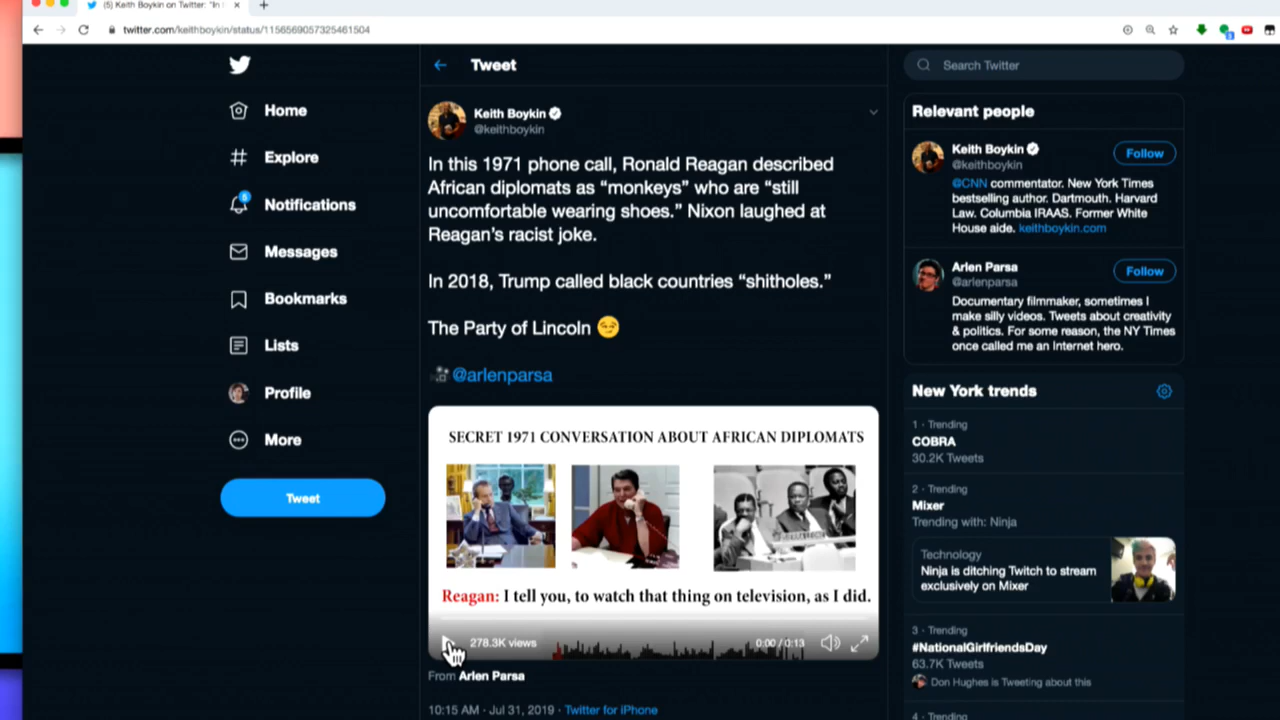 (5) Keith Boykin on Twitter: "In
twitter.com/keithboykin/status/1156569057325461504
Home
Explore
5
Notifications
Messages
Bookmarks
Lists
Profile
More
Tweet
Tweet
Keith Boykin
@keithboykin
In this 1971 phone call, Ronald Reagan described
African diplomats as “monkeys” who are “still
uncomfortable wearing shoes.” Nixon laughed at
Reagan’s racist joke.
In 2018, Trump called black countries “shitholes.”
The Party of Lincoln 😏
🎥 @arlenparsa
SECRET 1971 CONVERSATION ABOUT AFRICAN DIPLOMATS
SIERRA LEONE
Reagan: I tell you, to watch that thing on television, as I did.
278.3K views
0:00 / 0:13
From Arlen Parsa
10:15 AM · Jul 31, 2019 · Twitter for iPhone
Search Twitter
Relevant people
Keith Boykin
@keithboykin
Follow
@CNN commentator. New York Times
bestselling author. Dartmouth. Harvard
Law. Columbia IRAAS. Former White
House aide. keithboykin.com
Arlen Parsa
@arlenparsa
Follow
Documentary filmmaker, sometimes I
make silly videos. Tweets about creativity
& politics. For some reason, the NY Times
once called me an Internet hero.
New York trends
1 · Trending
COBRA
30.2K Tweets
2 · Trending
Mixer
Trending with: Ninja
Technology
Ninja is ditching Twitch to stream
exclusively on Mixer
3 · Trending
#NationalGirlfriendsDay
63.7K Tweets
Don Hughes is Tweeting about this
4 · Trending